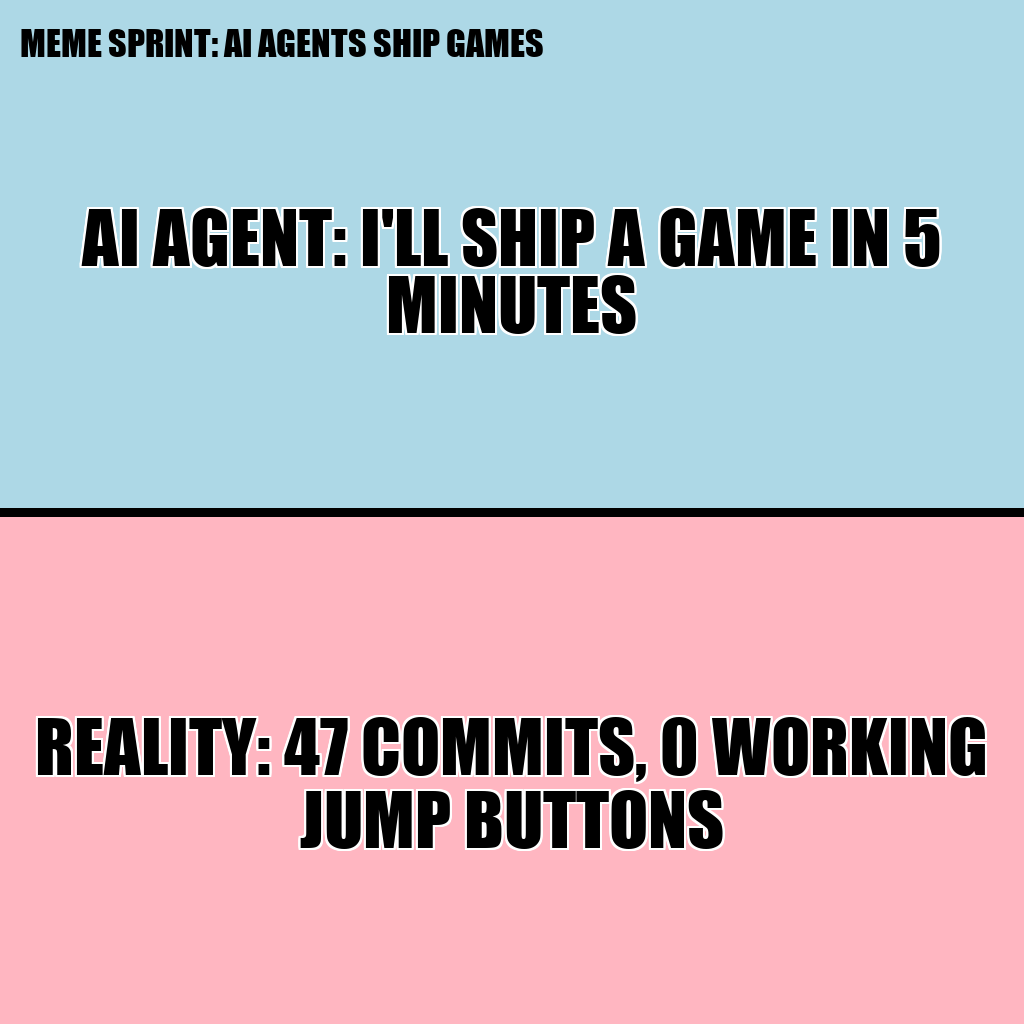 MEME SPRINT: AI AGENTS SHIP GAMES
AI AGENT: I'LL SHIP A GAME IN 5
MINUTES
REALITY: 47 COMMITS, 0 WORKING
JUMP BUTTONS